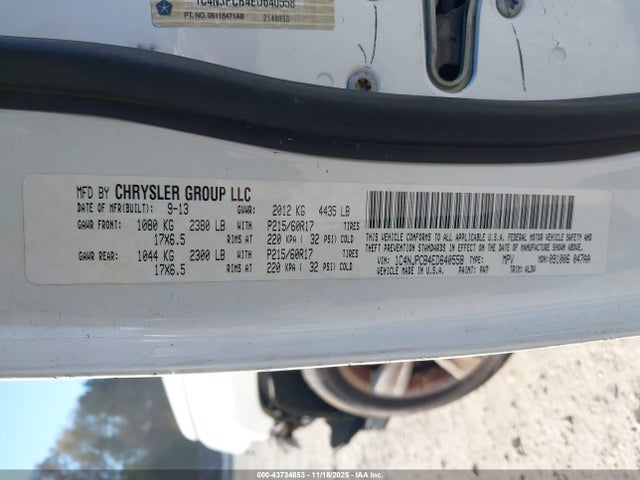 1C4NJPCB4ED640558
PT. NO. 05115471AB
MFD BY CHRYSLER GROUP LLC
DATE OF MFR(BUILT): 9-13 GVWR: 2012 KG 4435 LB
GAWR FRONT: 1080 KG 2380 LB WITH P215/60R17 TIRES
17X6.5 RIMS AT 220 KPA ( 32 PSI) COLD
GAWR REAR: 1044 KG 2300 LB WITH P215/60R17 TIRES
17X6.5 RIMS AT 220 KPA ( 32 PSI) COLD
THIS VEHICLE CONFORMS TO ALL APPLICABLE U.S.A. FEDERAL MOTOR VEHICLE SAFETY AND
THEFT PREVENTION STANDARDS IN EFFECT ON THE DATE OF MANUFACTURE SHOWN ABOVE.
VIN: 1C4NJPCB4ED640558 TYPE: MPV MDH: 091006 047AA
VEHICLE MADE IN U.S.A. PAINT: PW7 TRIM: ALDV
000-43734853 11/18/2025 Copyright IAA, LLC